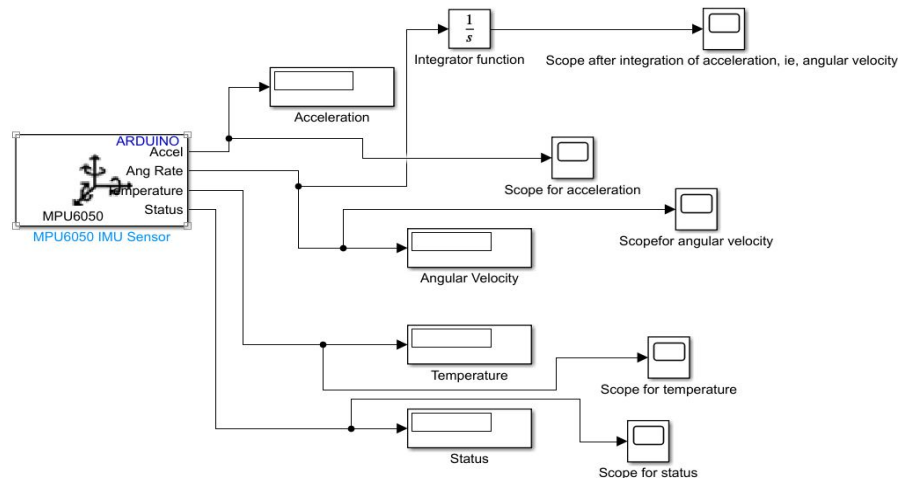 1
s
Integrator function
Scope after integration of acceleration, ie, angular velocity
Acceleration
ARDUINO
Accel
Ang Rate
Temperature
Status
MPU6050
MPU6050 IMU Sensor
Scope for acceleration
Scopefor angular velocity
Angular Velocity
Temperature
Scope for temperature
Status
Scope for status